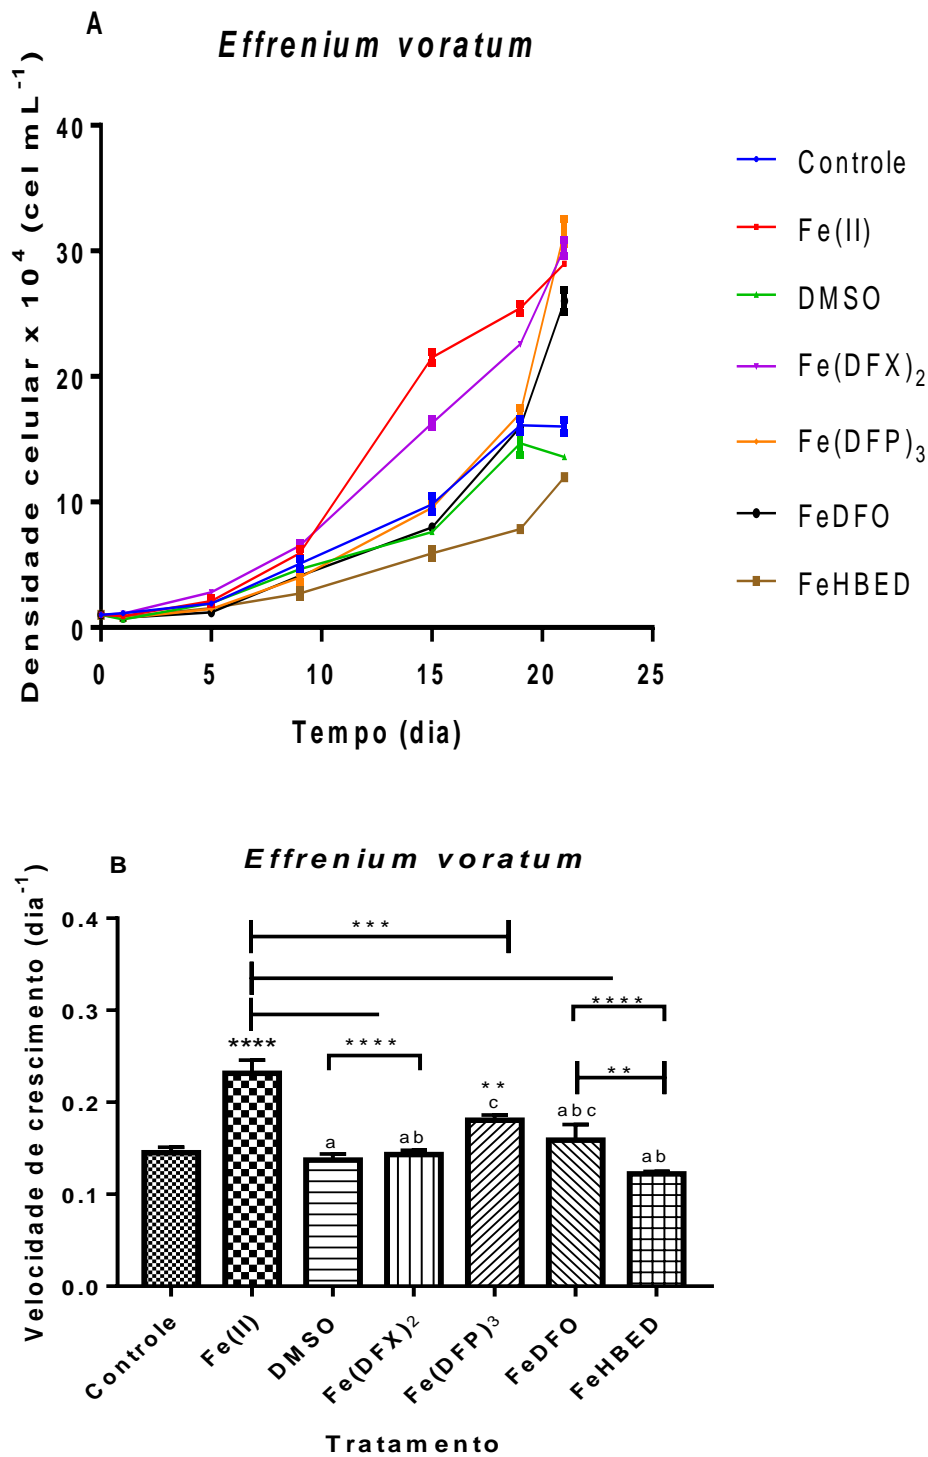 A
Effrenium voratum
Densidade celular x 10⁴ (cel mL⁻¹)
40
30
20
10
0
0 5 10 15 20 25
Tempo (dia)
Controle
Fe(II)
DMSO
Fe(DFX)₂
Fe(DFP)₃
FeDFO
FeHBED
B
Effrenium voratum
Velocidade de crescimento (dia⁻¹)
0.4
0.3
0.2
0.1
0.0
***
****
****
****
**
**
c
a b c
a
a b
a b
Controle
Fe(II)
DMSO
Fe(DFX)2
Fe(DFP)3
FeDFO
FeHBED
Tratamento